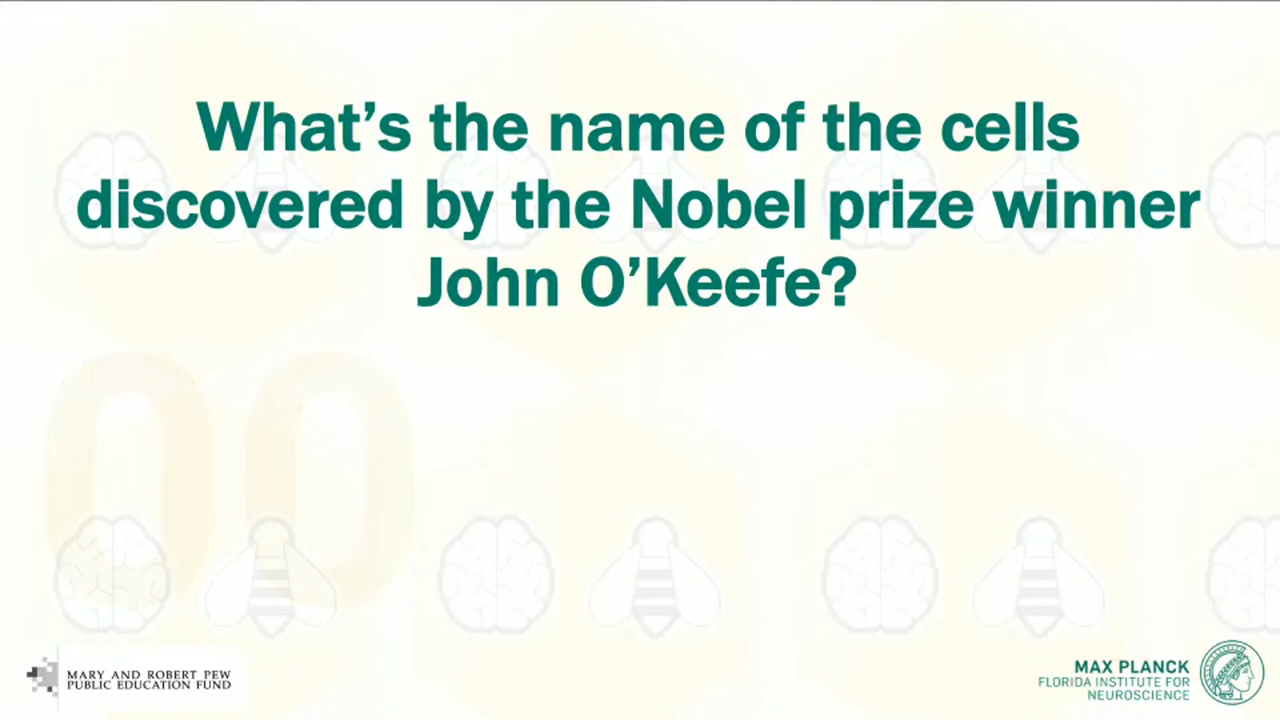 What’s the name of the cells
discovered by the Nobel prize winner
John O’Keefe?
00
MARY AND ROBERT PEW
PUBLIC EDUCATION FUND
MAX PLANCK
FLORIDA INSTITUTE FOR
NEUROSCIENCE